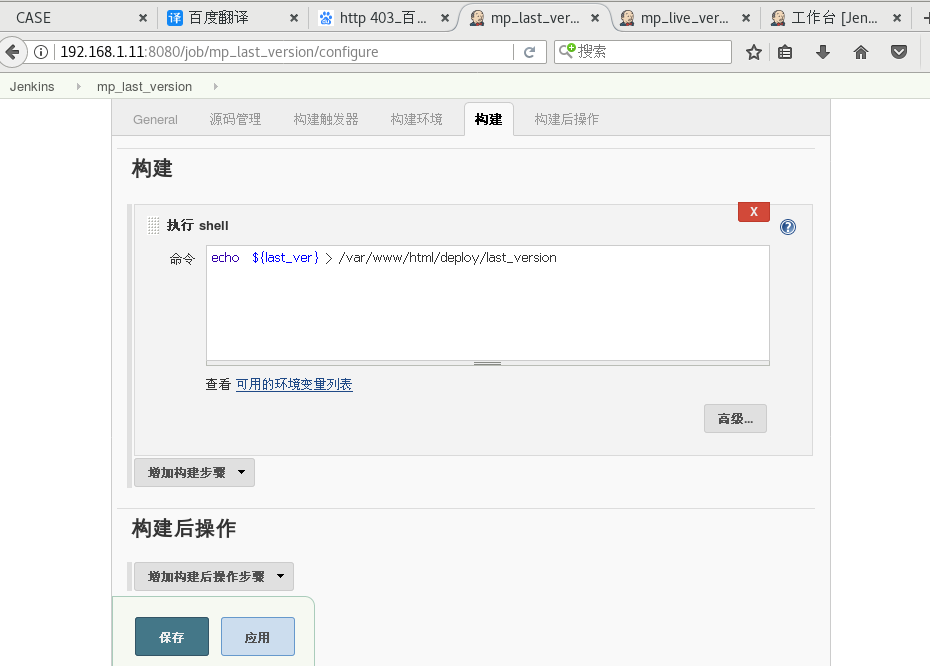 CASE
百度翻译
http 403_百...
mp_last_ver...
mp_live_ver...
工作台 [Jen...
192.168.1.11:8080/job/mp_last_version/configure
搜索
Jenkins
mp_last_version
General
源码管理
构建触发器
构建环境
构建
构建后操作
构建
X
执行 shell
命令
echo ${last_ver} > /var/www/html/deploy/last_version
查看 可用的环境变量列表
高级...
增加构建步骤
构建后操作
增加构建后操作步骤
保存
应用